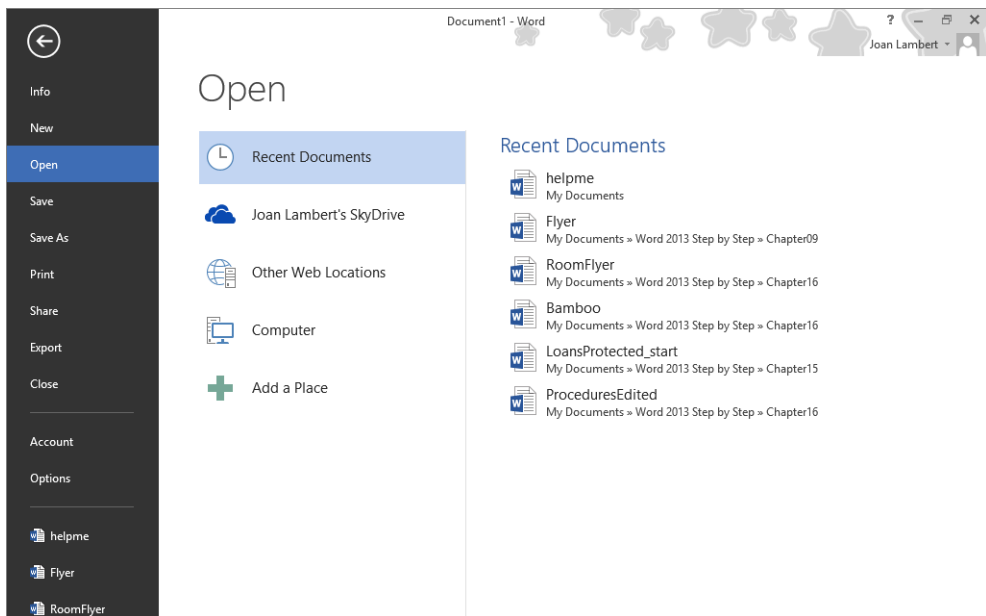 Document1 - Word
?
Joan Lambert
Info
New
Open
Save
Save As
Print
Share
Export
Close
Account
Options
helpme
Flyer
RoomFlyer
Open
Recent Documents
Joan Lambert's SkyDrive
Other Web Locations
Computer
Add a Place
Recent Documents
helpme
My Documents
Flyer
My Documents » Word 2013 Step by Step » Chapter09
RoomFlyer
My Documents » Word 2013 Step by Step » Chapter16
Bamboo
My Documents » Word 2013 Step by Step » Chapter16
LoansProtected_start
My Documents » Word 2013 Step by Step » Chapter15
ProceduresEdited
My Documents » Word 2013 Step by Step » Chapter16